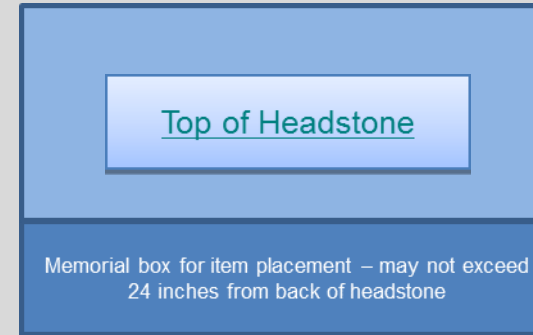 Top of Headstone
Memorial box for item placement – may not exceed
24 inches from back of headstone